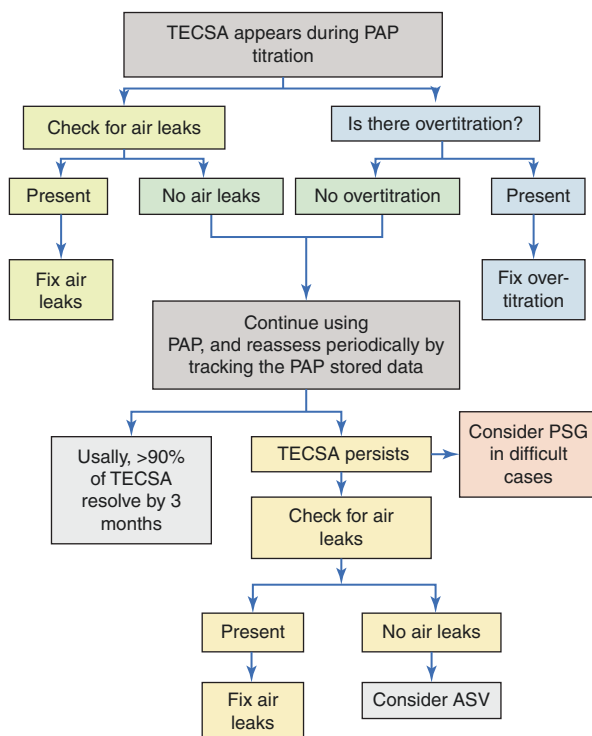 TECSA appears during PAP
titration
Check for air leaks
Is there overtitration?
Present
No air leaks
No overtitration
Present
Fix air
leaks
Fix over-
titration
Continue using
PAP, and reassess periodically by
tracking the PAP stored data
Usally, >90%
of TECSA
resolve by 3
months
TECSA persists
Consider PSG
in difficult
cases
Check for air
leaks
Present
No air leaks
Fix air
leaks
Consider ASV